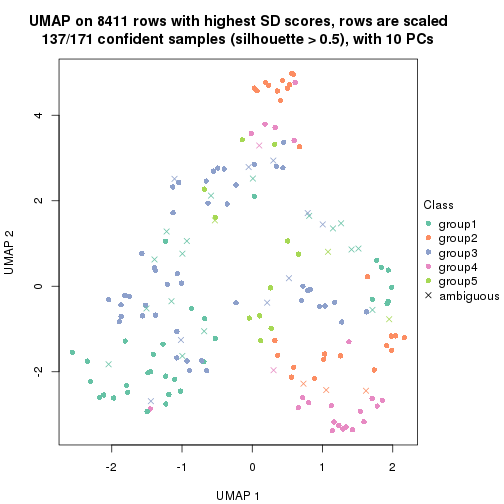 UMAP on 8411 rows with highest SD scores, rows are scaled
137/171 confident samples (silhouette > 0.5), with 10 PCs
4
2
0
-2
UMAP 2
-2
-1
0
1
2
UMAP 1
Class
group1
group2
group3
group4
group5
ambiguous